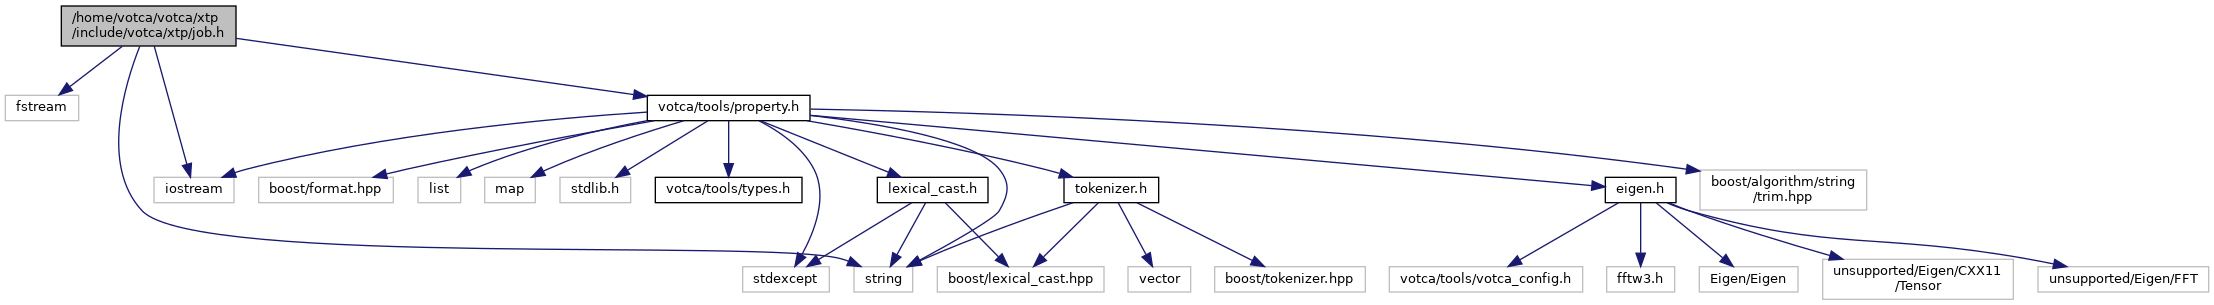 /home/votca/votca/xtp
/include/votca/xtp/job.h
fstream
votca/tools/property.h
iostream
boost/format.hpp
list
map
stdlib.h
votca/tools/types.h
lexical_cast.h
tokenizer.h
eigen.h
boost/algorithm/string
/trim.hpp
stdexcept
string
boost/lexical_cast.hpp
vector
boost/tokenizer.hpp
votca/tools/votca_config.h
fftw3.h
Eigen/Eigen
unsupported/Eigen/CXX11
/Tensor
unsupported/Eigen/FFT